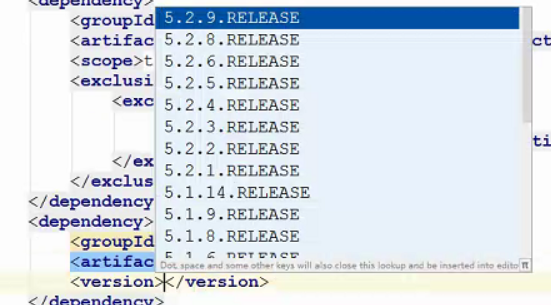 <dependency>
<groupId 5.2.9.RELEASE
<artifac 5.2.8.RELEASE ct
<scope>t 5.2.6.RELEASE
<exclusi 5.2.5.RELEASE
<exc 5.2.4.RELEASE
5.2.3.RELEASE ti
</ex 5.2.2.RELEASE
</exclus 5.2.1.RELEASE
</dependency 5.1.14.RELEASE
<dependency> 5.1.9.RELEASE
<groupId 5.1.8.RELEASE
<artifac 5.1.6.RELEASE
Dot, space and some other keys will also close this lookup and be inserted into edito π
<version></version>
</dependency>